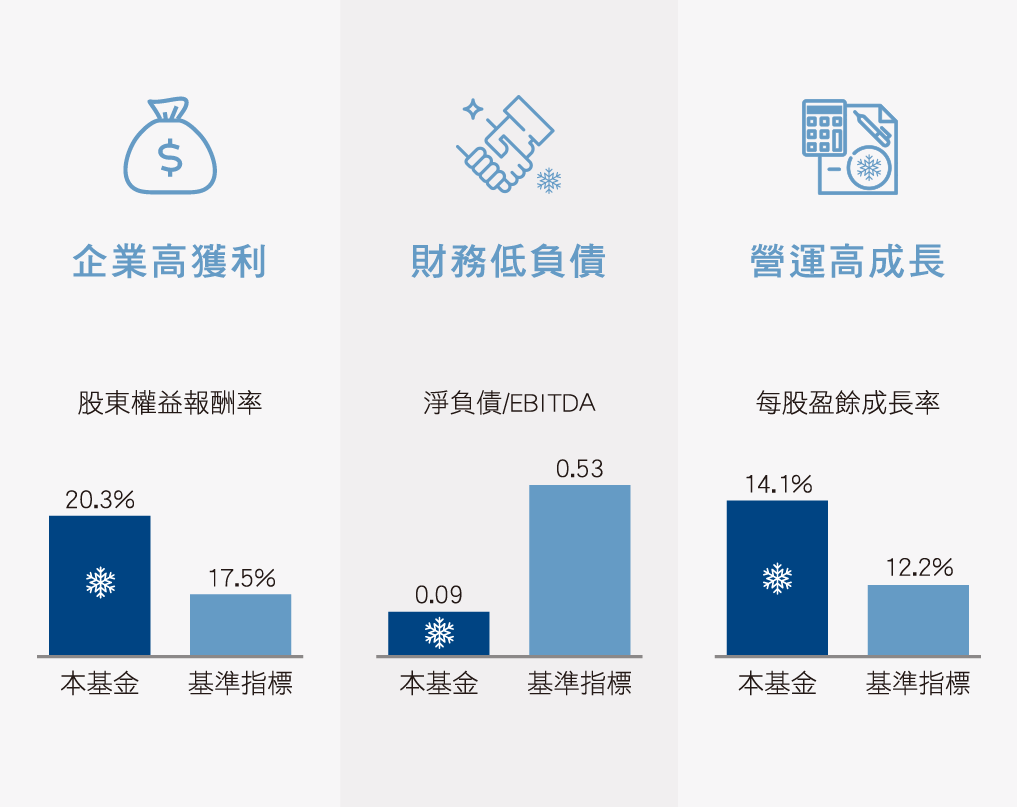 $
企業高獲利
股東權益報酬率
20.3%
17.5%
本基金
基準指標
財務低負債
淨負債/EBITDA
0.53
0.09
本基金
基準指標
營運高成長
每股盈餘成長率
14.1%
12.2%
本基金
基準指標